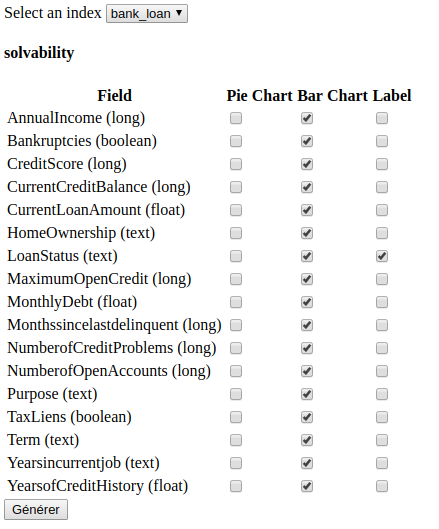 Select an index bank_loan
solvability
Field Pie Chart Bar Chart Label
AnnualIncome (long)
Bankruptcies (boolean)
CreditScore (long)
CurrentCreditBalance (long)
CurrentLoanAmount (float)
HomeOwnership (text)
LoanStatus (text)
MaximumOpenCredit (long)
MonthlyDebt (float)
Monthssincelastdelinquent (long)
NumberofCreditProblems (long)
NumberofOpenAccounts (long)
Purpose (text)
TaxLiens (boolean)
Term (text)
Yearsincurrentjob (text)
YearsofCreditHistory (float)
Générer